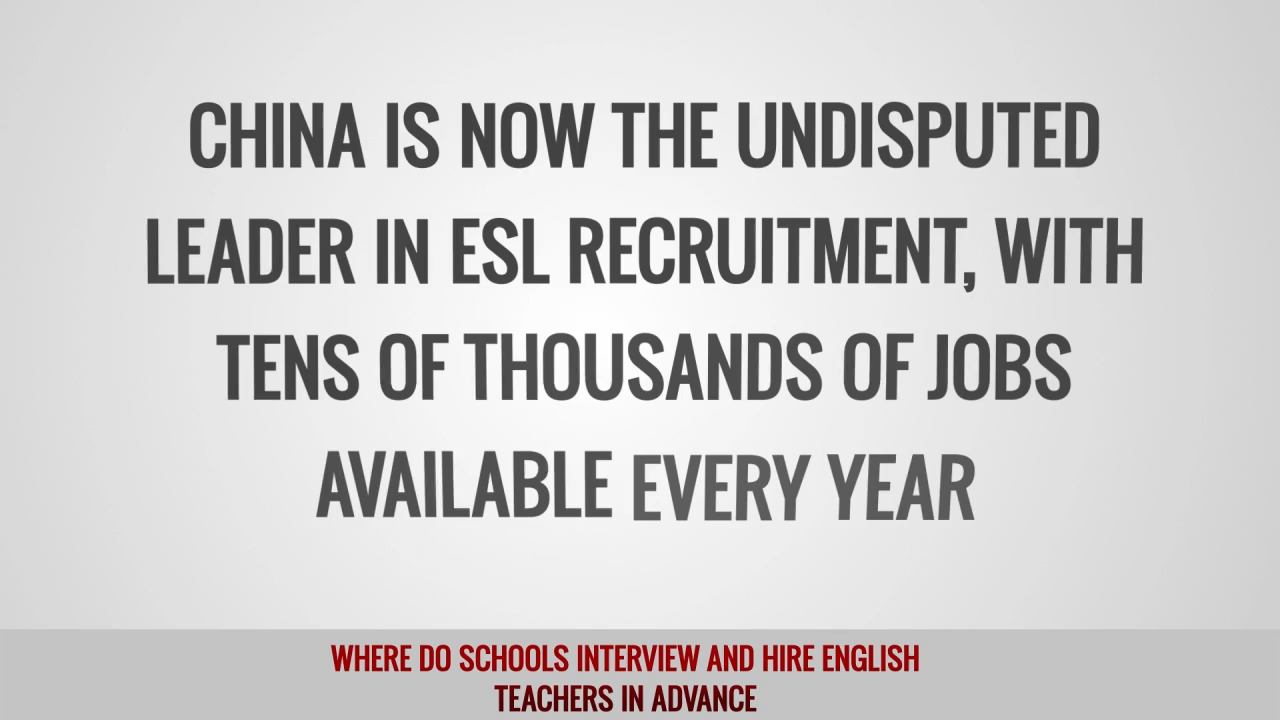 CHINA IS NOW THE UNDISPUTED
LEADER IN ESL RECRUITMENT, WITH
TENS OF THOUSANDS OF JOBS
AVAILABLE EVERY YEAR
WHERE DO SCHOOLS INTERVIEW AND HIRE ENGLISH
TEACHERS IN ADVANCE